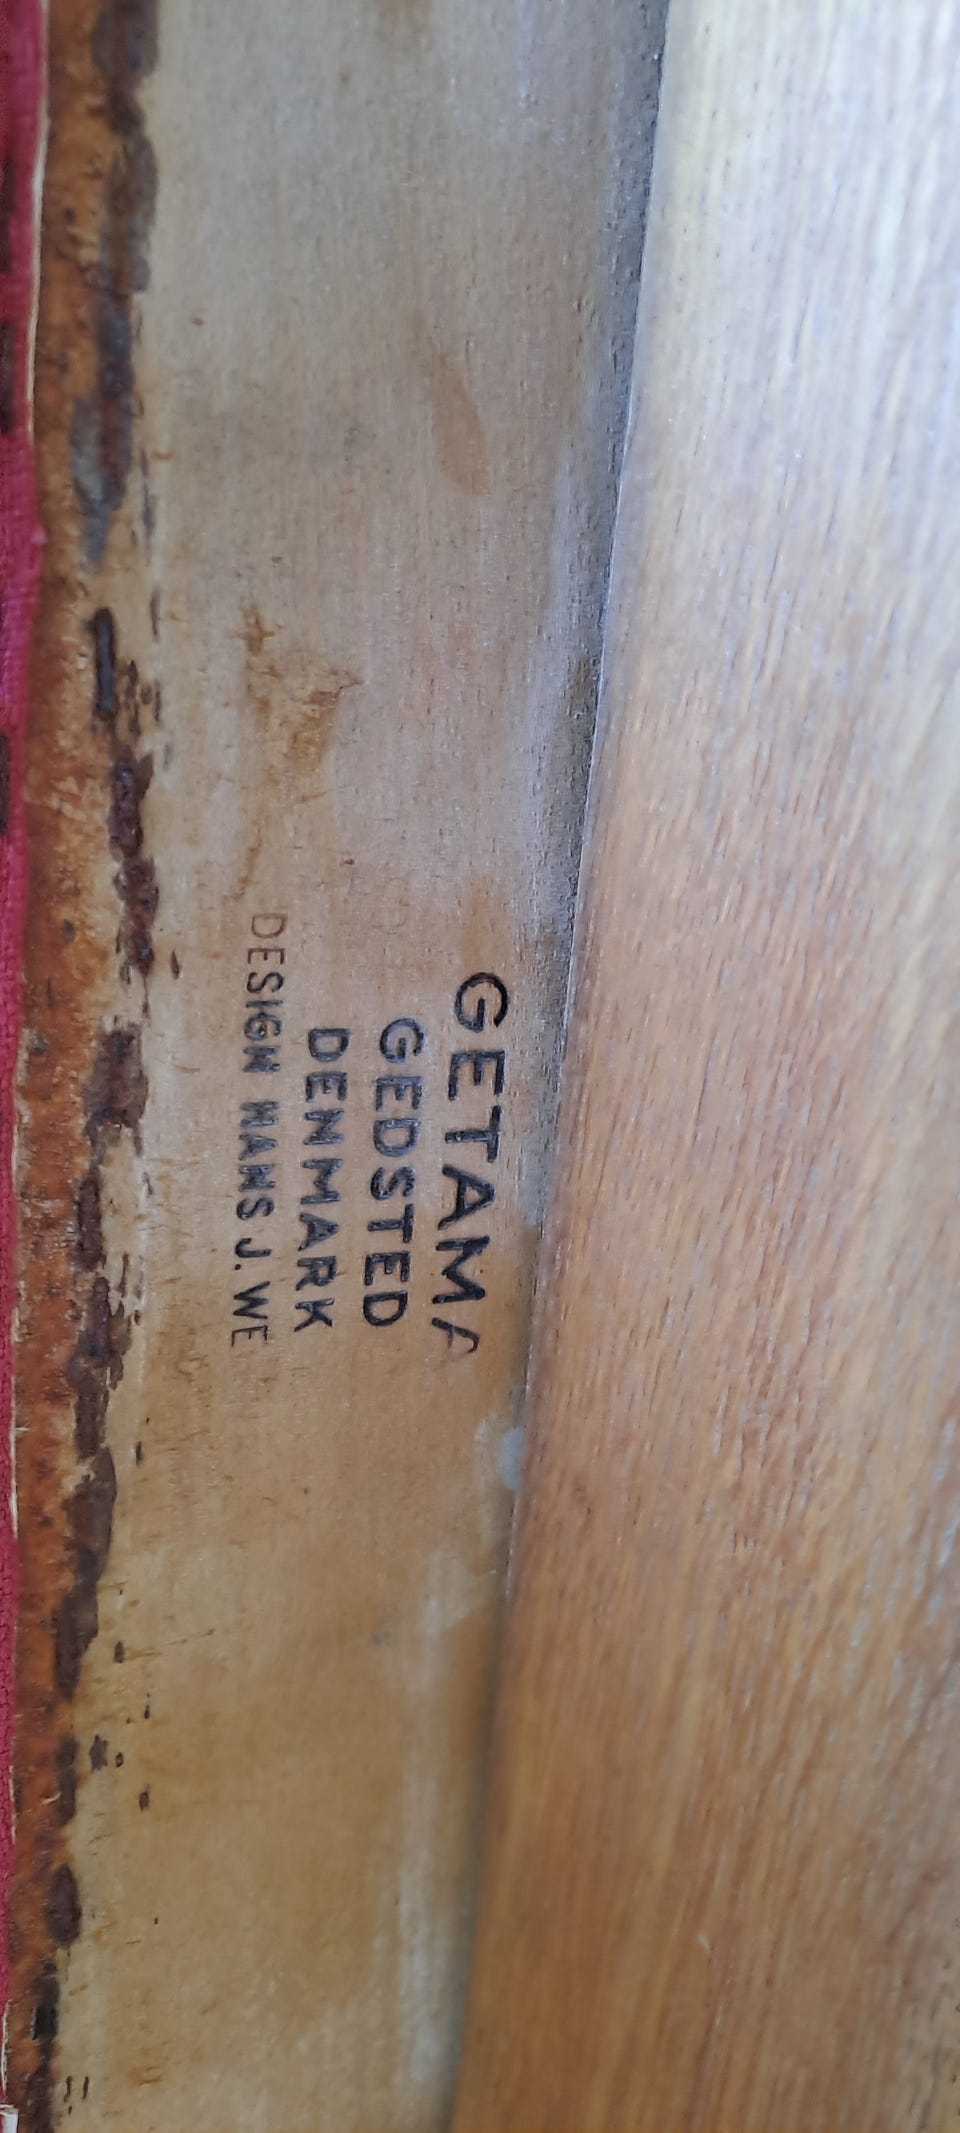 GETAMA
GEDSTED
DENMARK
DESIGN HANS J. WE